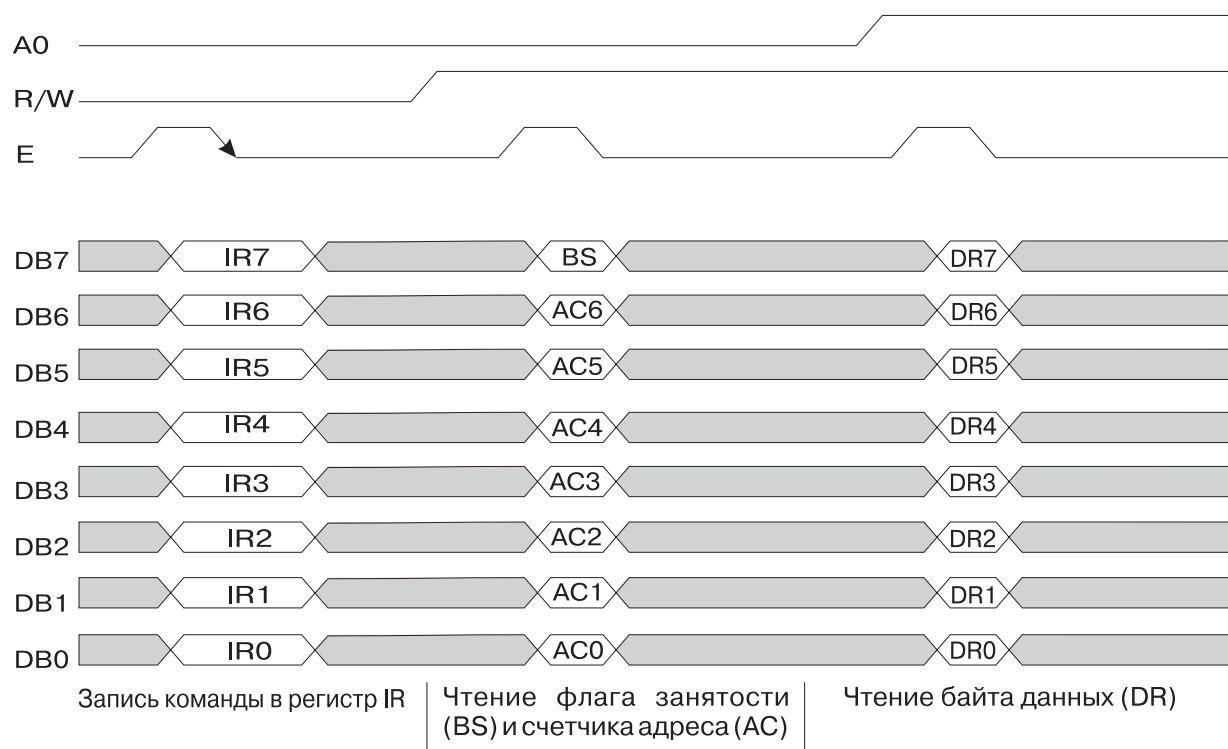 A0
R/W
E
DB7 IR7 BS DR7
DB6 IR6 AC6 DR6
DB5 IR5 AC5 DR5
DB4 IR4 AC4 DR4
DB3 IR3 AC3 DR3
DB2 IR2 AC2 DR2
DB1 IR1 AC1 DR1
DB0 IR0 AC0 DR0
Запись команды в регистр IR
Чтение флага занятости
(BS) и счетчика адреса (AC)
Чтение байта данных (DR)